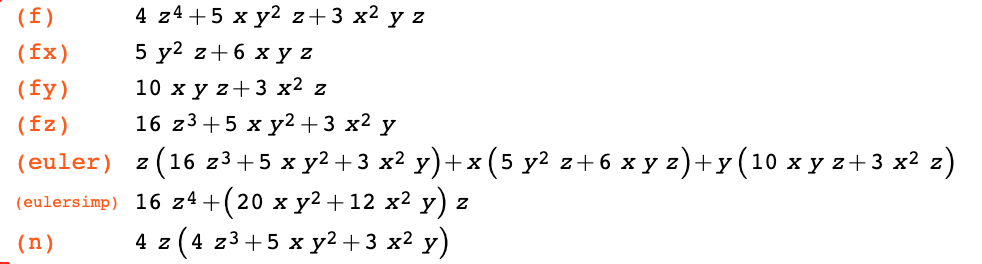 (f) 4 z⁴+5 x y² z+3 x² y z
(fx) 5 y² z+6 x y z
(fy) 10 x y z+3 x² z
(fz) 16 z³+5 x y²+3 x² y
(euler) z(16 z³+5 x y²+3 x² y)+x(5 y² z+6 x y z)+y(10 x y z+3 x² z)
(eulersimp) 16 z⁴+(20 x y²+12 x² y) z
(n) 4 z(4 z³+5 x y²+3 x² y)